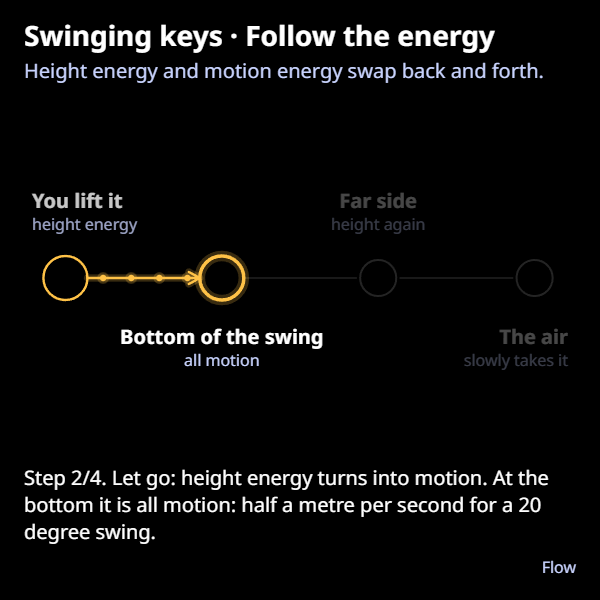 Swinging keys · Follow the energy
Height energy and motion energy swap back and forth.
You lift it
height energy
Far side
height again
Bottom of the swing
all motion
The air
slowly takes it
Step 2/4. Let go: height energy turns into motion. At the
bottom it is all motion: half a metre per second for a 20
degree swing.
Flow